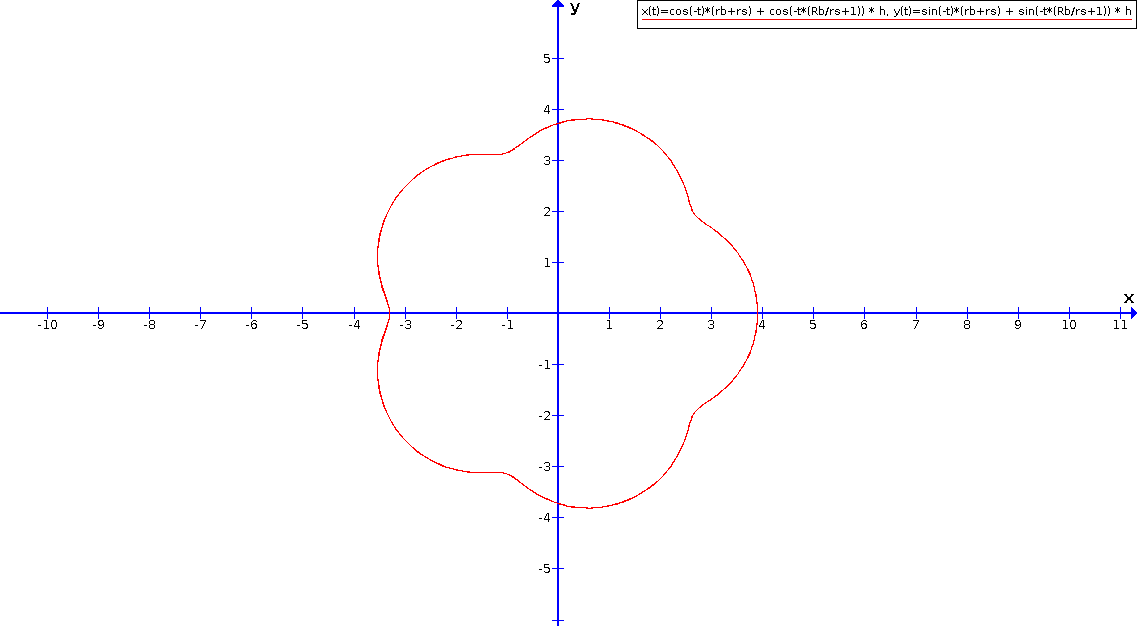 x(t)=cos(-t)*(rb+rs) + cos(-t*(Rb/rs+1)) * h, y(t)=sin(-t)*(rb+rs) + sin(-t*(Rb/rs+1)) * h
y
5
4
3
2
1
x
-10 -9 -8 -7 -6 -5 -4 -3 -2 -1 1 2 3 4 5 6 7 8 9 10 11
-1
-2
-3
-4
-5